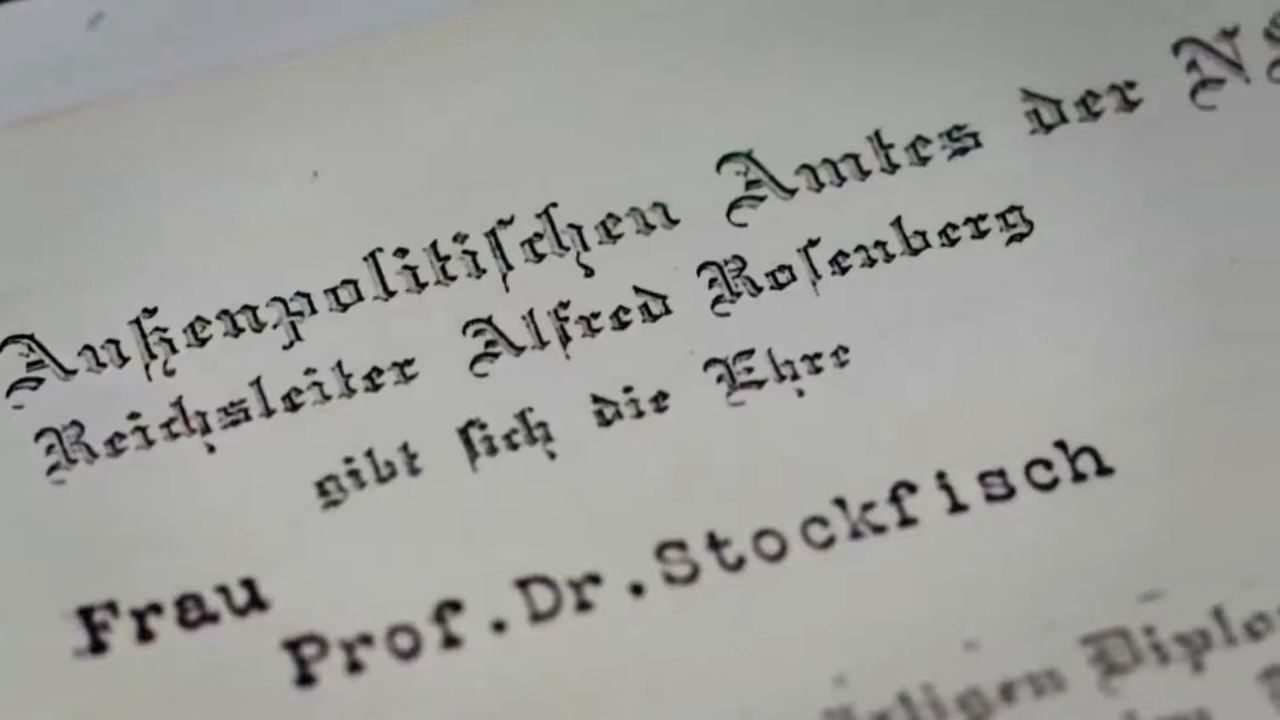 Außenpolitischen Amtes der
Reichsleiter Alfred Rosenberg
gibt sich die Ehre
Frau
Prof.Dr.Stockfisch